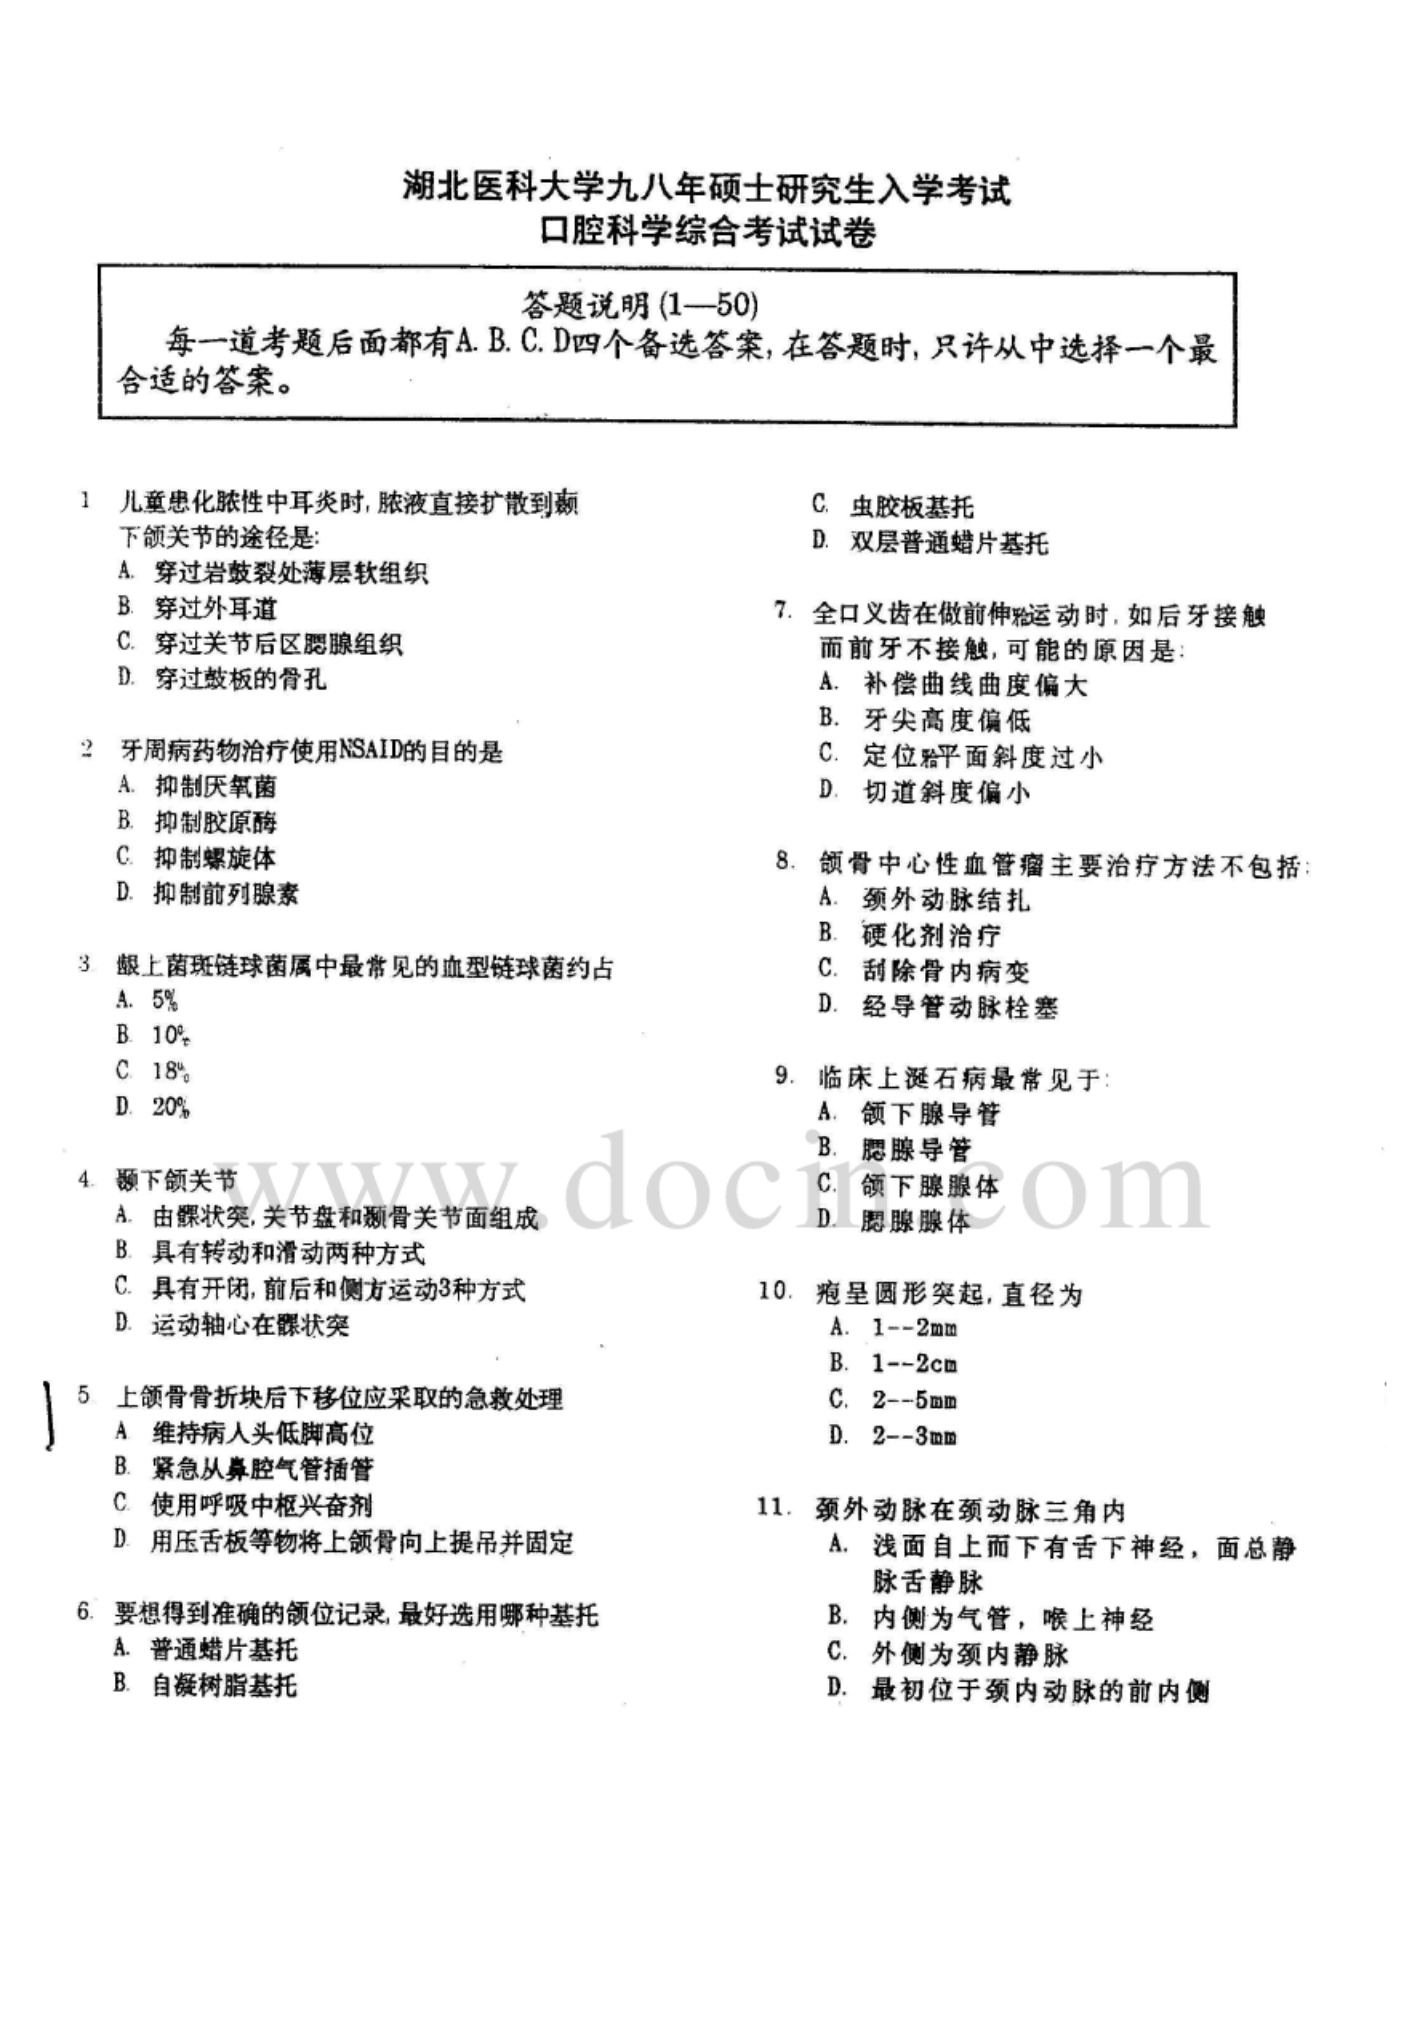 湖北医科大学九八年硕士研究生入学考试
口腔科学综合考试试卷
答题说明(1—50)
每一道考题后面都有A. B. C. D四个备选答案,在答题时,只许从中选择一个最
合适的答案。
1 儿童患化脓性中耳炎时,脓液直接扩散到颞
下颌关节的途径是:
A. 穿过岩鼓裂处薄层软组织
B. 穿过外耳道
C. 穿过关节后区腮腺组织
D. 穿过鼓板的骨孔
2 牙周病药物治疗使用NSAID的目的是
A. 抑制厌氧菌
B. 抑制胶原酶
C. 抑制螺旋体
D. 抑制前列腺素
3 龈上菌斑链球菌属中最常见的血型链球菌约占
A. 5%
B. 10%
C. 18%
D. 20%
4. 颞下颌关节
A. 由髁状突,关节盘和颞骨关节面组成
B. 具有转动和滑动两种方式
C. 具有开闭,前后和侧方运动3种方式
D. 运动轴心在髁状突
5 上颌骨骨折块后下移位应采取的急救处理
A 维持病人头低脚高位
B. 紧急从鼻腔气管插管
C. 使用呼吸中枢兴奋剂
D. 用压舌板等物将上颌骨向上提吊并固定
6. 要想得到准确的颌位记录,最好选用哪种基托
A. 普通蜡片基托
B. 自凝树脂基托
C. 虫胶板基托
D. 双层普通蜡片基托
7. 全口义齿在做前伸𬌗运动时,如后牙接触
而前牙不接触,可能的原因是:
A. 补偿曲线曲度偏大
B. 牙尖高度偏低
C. 定位𬌗平面斜度过小
D. 切道斜度偏小
8. 颌骨中心性血管瘤主要治疗方法不包括:
A. 颈外动脉结扎
B. 硬化剂治疗
C. 刮除骨内病变
D. 经导管动脉栓塞
9. 临床上涎石病最常见于:
A. 颌下腺导管
B. 腮腺导管
C. 颌下腺腺体
D. 腮腺腺体
www.docin.com
10. 疱呈圆形突起,直径为
A. 1--2mm
B. 1--2cm
C. 2--5mm
D. 2--3mm
11. 颈外动脉在颈动脉三角内
A. 浅面自上而下有舌下神经，面总静
脉舌静脉
B. 内侧为气管，喉上神经
C. 外侧为颈内静脉
D. 最初位于颈内动脉的前内侧